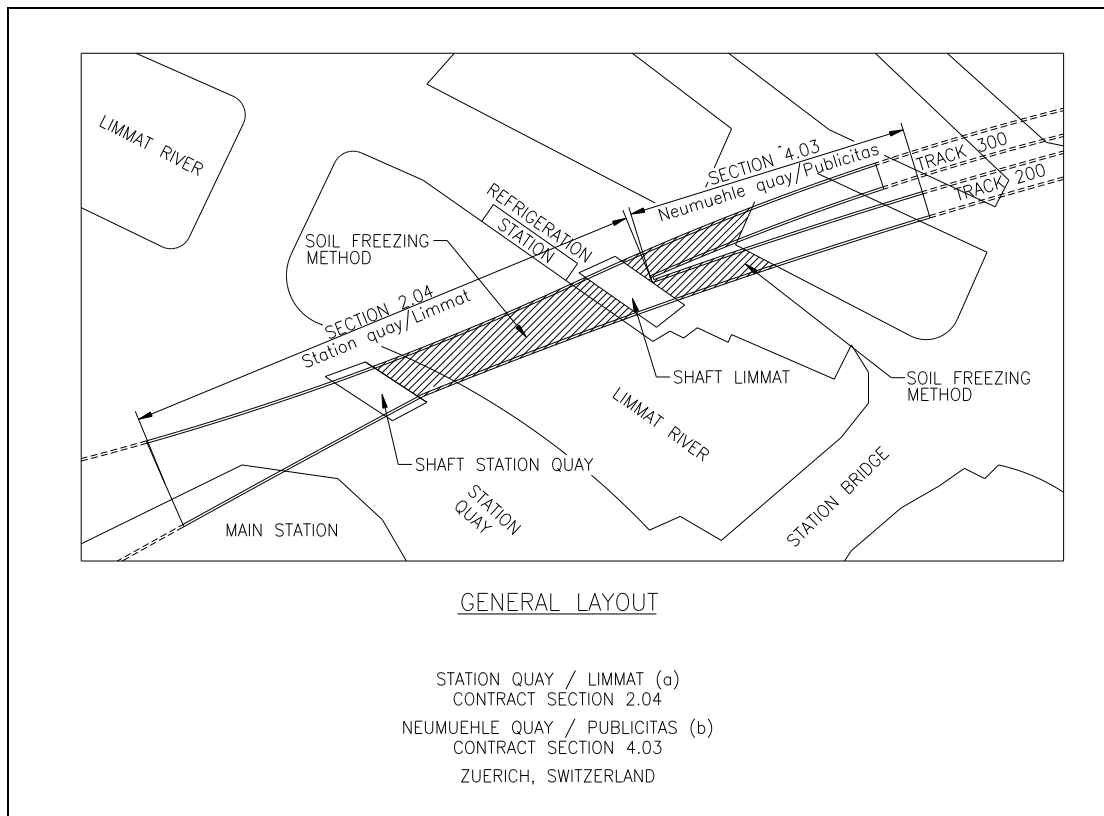 LIMMAT RIVER
SECTION 4.03
Neumuehle quay/Publicitas
TRACK 300
TRACK 200
REFRIGERATION
STATION
SOIL FREEZING
METHOD
SECTION 2.04
Station quay/Limmat
SHAFT LIMMAT
SOIL FREEZING
METHOD
LIMMAT RIVER
SHAFT STATION QUAY
STATION
QUAY
STATION BRIDGE
MAIN STATION
GENERAL LAYOUT
STATION QUAY / LIMMAT (a)
CONTRACT SECTION 2.04
NEUMUEHLE QUAY / PUBLICITAS (b)
CONTRACT SECTION 4.03
ZUERICH, SWITZERLAND